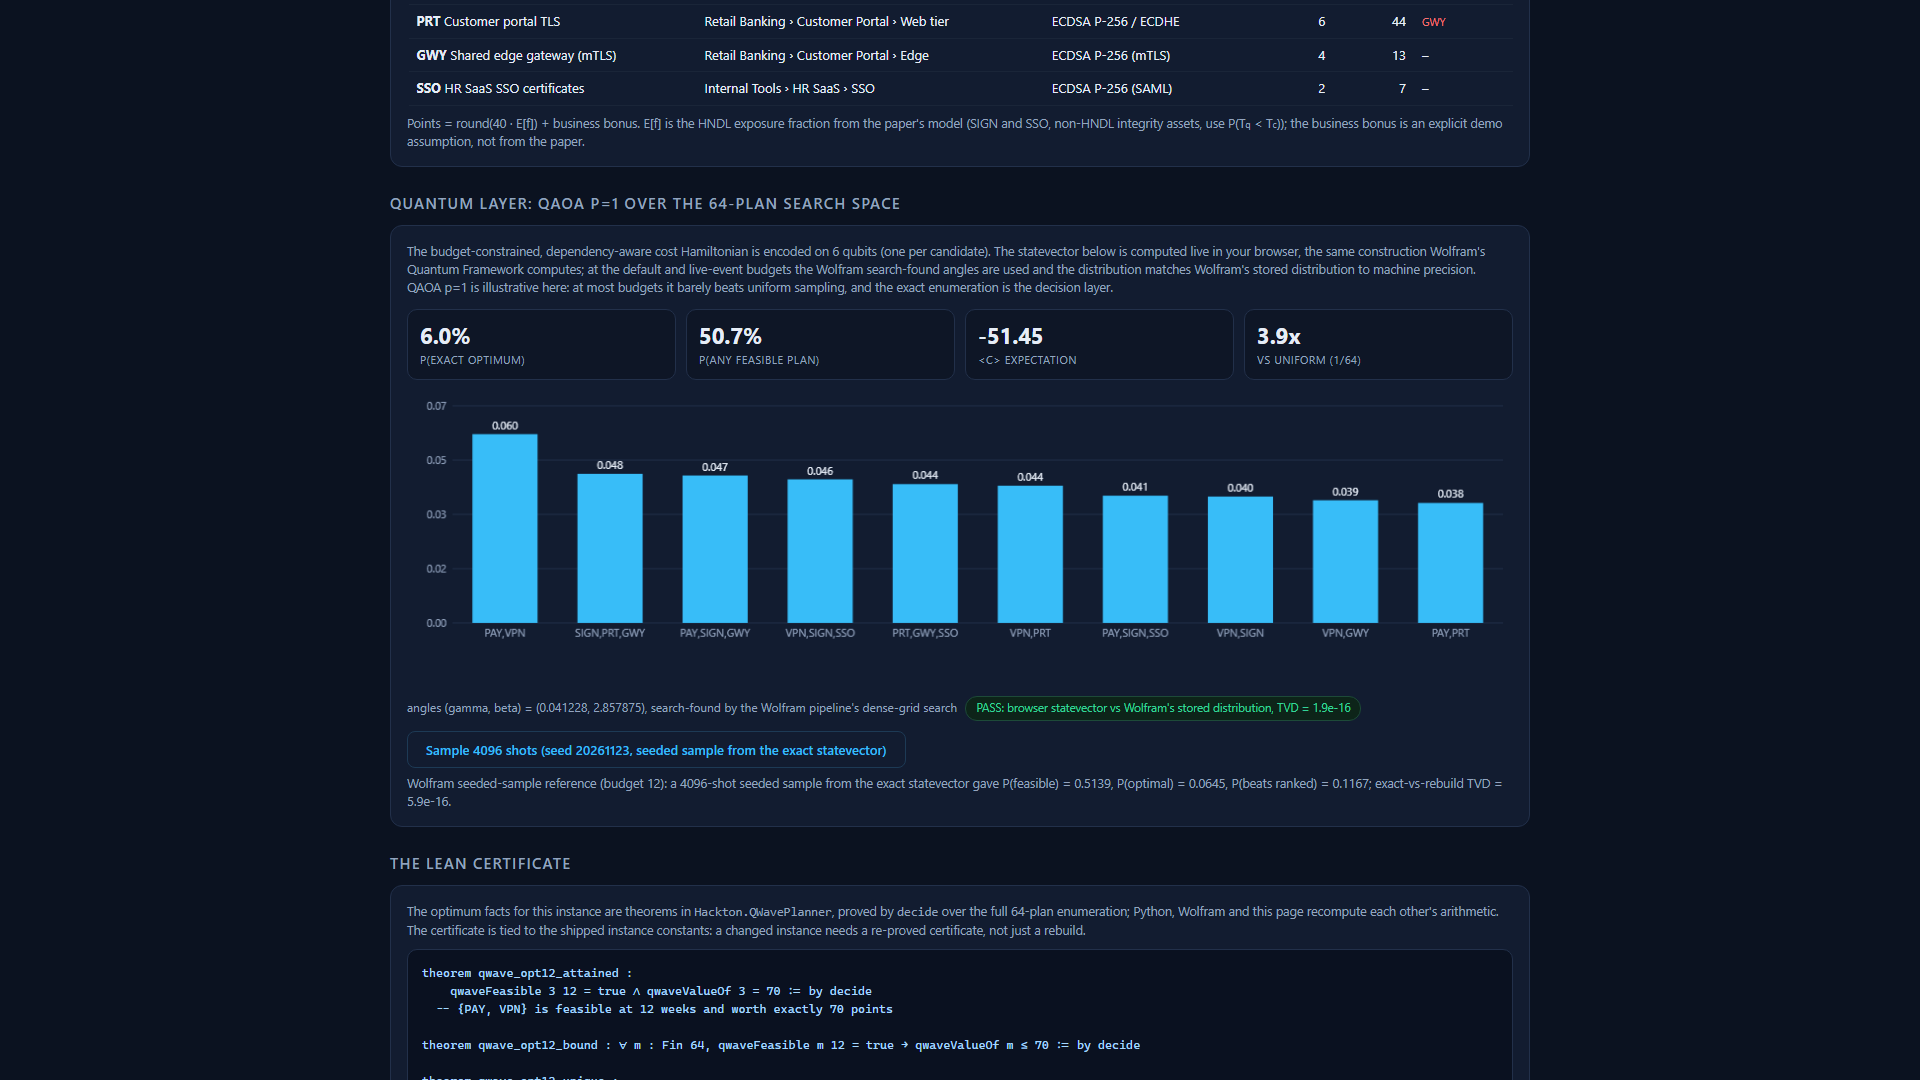 PRT Customer portal TLS Retail Banking › Customer Portal › Web tier ECDSA P-256 / ECDHE 6 44 GWY
GWY Shared edge gateway (mTLS) Retail Banking › Customer Portal › Edge ECDSA P-256 (mTLS) 4 13 –
SSO HR SaaS SSO certificates Internal Tools › HR SaaS › SSO ECDSA P-256 (SAML) 2 7 –
Points = round(40 · E[f]) + business bonus. E[f] is the HNDL exposure fraction from the paper's model (SIGN and SSO, non-HNDL integrity assets, use P(Tq < Tc)); the business bonus is an explicit demo
assumption, not from the paper.
QUANTUM LAYER: QAOA P=1 OVER THE 64-PLAN SEARCH SPACE
The budget-constrained, dependency-aware cost Hamiltonian is encoded on 6 qubits (one per candidate). The statevector below is computed live in your browser, the same construction Wolfram's
Quantum Framework computes; at the default and live-event budgets the Wolfram search-found angles are used and the distribution matches Wolfram's stored distribution to machine precision.
QAOA p=1 is illustrative here: at most budgets it barely beats uniform sampling, and the exact enumeration is the decision layer.
6.0% 50.7% -51.45 3.9x
P(EXACT OPTIMUM) P(ANY FEASIBLE PLAN) <C> EXPECTATION VS UNIFORM (1/64)
0.07
0.05
0.03
0.02
0.00
0.060 0.048 0.047 0.046 0.044 0.044 0.041 0.040 0.039 0.038
PAY,VPN SIGN,PRT,GWY PAY,SIGN,GWY VPN,SIGN,SSO PRT,GWY,SSO VPN,PRT PAY,SIGN,SSO VPN,SIGN VPN,GWY PAY,PRT
angles (gamma, beta) = (0.041228, 2.857875), search-found by the Wolfram pipeline's dense-grid search PASS: browser statevector vs Wolfram's stored distribution, TVD = 1.9e-16
Sample 4096 shots (seed 20261123, seeded sample from the exact statevector)
Wolfram seeded-sample reference (budget 12): a 4096-shot seeded sample from the exact statevector gave P(feasible) = 0.5139, P(optimal) = 0.0645, P(beats ranked) = 0.1167; exact-vs-rebuild TVD =
5.9e-16.
THE LEAN CERTIFICATE
The optimum facts for this instance are theorems in Hackton.QWavePlanner, proved by decide over the full 64-plan enumeration; Python, Wolfram and this page recompute each other's arithmetic.
The certificate is tied to the shipped instance constants: a changed instance needs a re-proved certificate, not just a rebuild.
theorem qwave_opt12_attained :
qwaveFeasible 3 12 = true ∧ qwaveValueOf 3 = 70 := by decide
-- {PAY, VPN} is feasible at 12 weeks and worth exactly 70 points
theorem qwave_opt12_bound : ∀ m : Fin 64, qwaveFeasible m 12 = true → qwaveValueOf m ≤ 70 := by decide